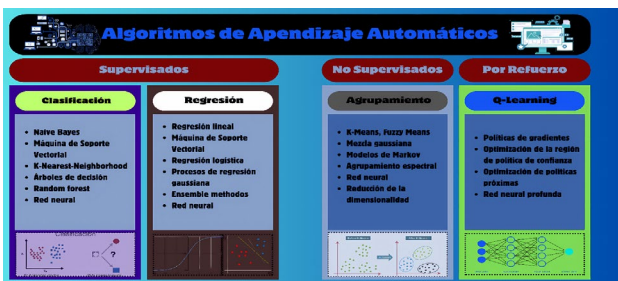 Algoritmos de Apendizaje Automáticos
Supervisados
No Supervisados
Por Refuerzo
Clasificación
• Naive Bayes
• Máquina de Soporte
Vectorial
• K-Nearest-Neighborhood
• Árboles de decisión
• Random forest
• Red neural
Clasificación
Regresión
• Regresión lineal
• Máquina de Soporte
Vectorial
• Regresión logística
• Procesos de regresión
gaussiana
• Ensemble methodos
• Red neural
Agrupamiento
• K-Means, Fuzzy Means
• Mezcla gaussiana
• Modelos de Markov
• Agrupamiento espectral
• Red neural
• Reducción de la
dimensionalidad
Q-Learning
• Políticas de gradientes
• Optimización de la región
de política de confianza
• Optimización de políticas
próximas
• Red neural profunda